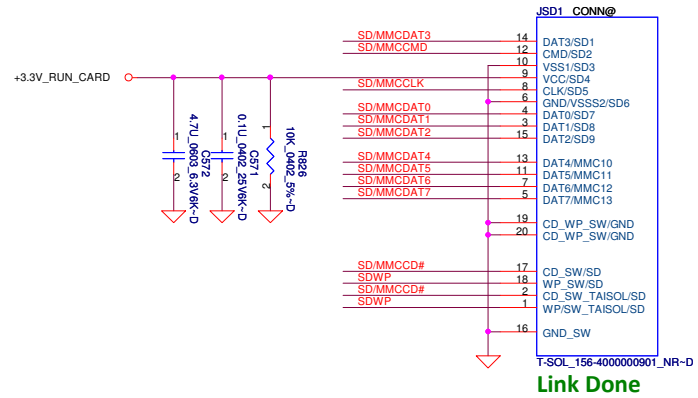 JSD1 CONN@
SD/MMCDAT3 14 DAT3/SD1
SD/MMCCMD 12 CMD/SD2
10 VSS1/SD3
+3.3V_RUN_CARD 9 VCC/SD4
SD/MMCCLK 8 CLK/SD5
6 GND/VSSS2/SD6
SD/MMCDAT0 4 DAT0/SD7
SD/MMCDAT1 3 DAT1/SD8
SD/MMCDAT2 15 DAT2/SD9
SD/MMCDAT4 13 DAT4/MMC10
SD/MMCDAT5 11 DAT5/MMC11
SD/MMCDAT6 7 DAT6/MMC12
SD/MMCDAT7 5 DAT7/MMC13
19 CD_WP_SW/GND
20 CD_WP_SW/GND
SD/MMCCD# 17 CD_SW/SD
SDWP 18 WP_SW/SD
SD/MMCCD# 2 CD_SW_TAISOL/SD
SDWP 1 WP/SW_TAISOL/SD
16 GND_SW
T-SOL_156-4000000901_NR~D
Link Done
1
2
C572
4.7U_0603_6.3V6K~D
1
2
C571
0.1U_0402_25V6K~D
1
2
R826
10K_0402_5%~D